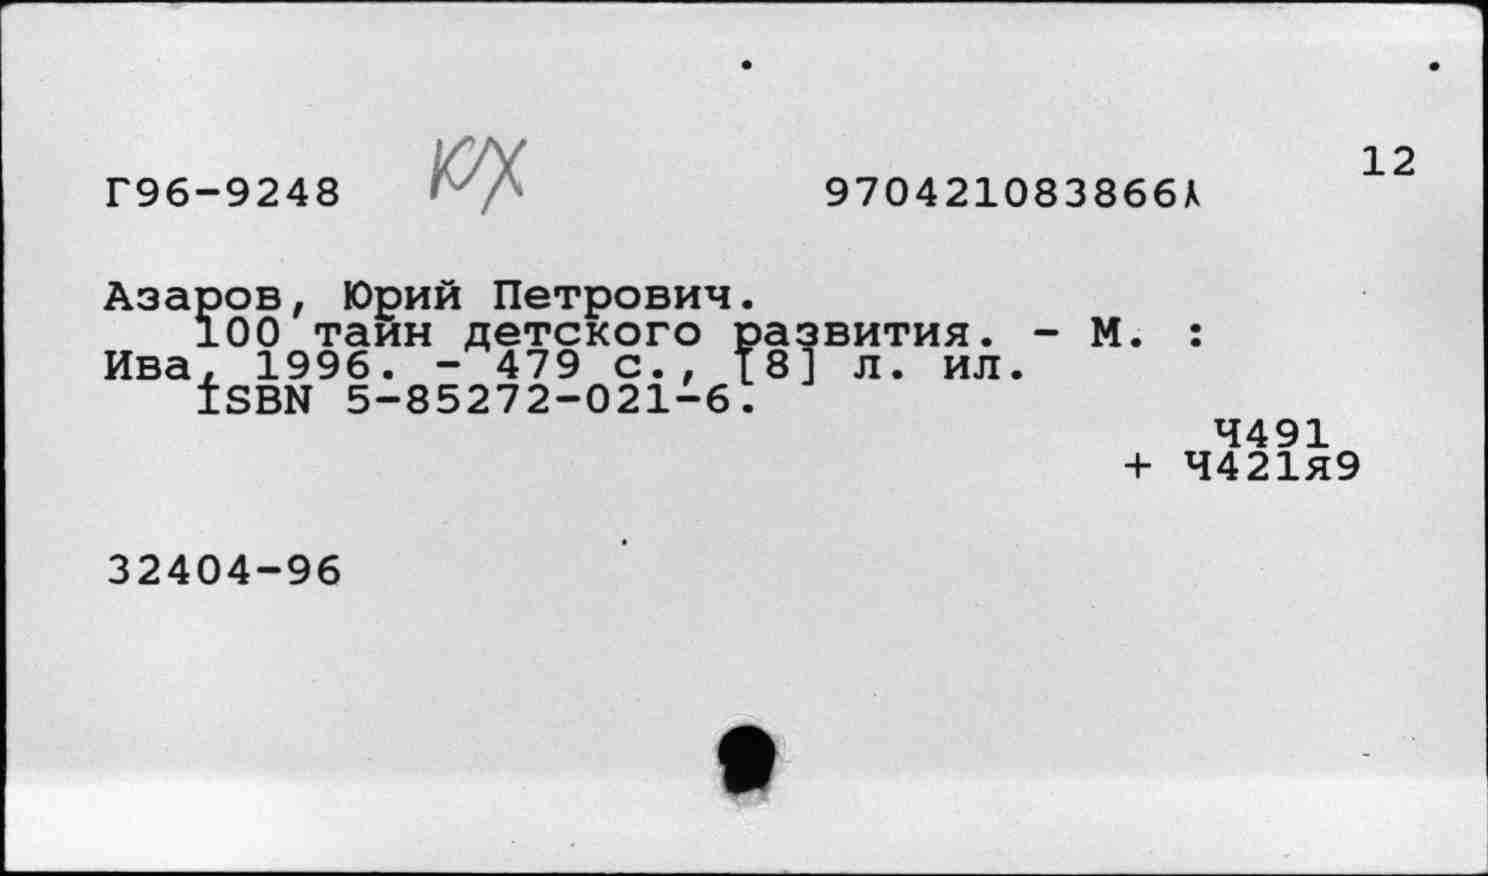 12
Г96-9248 КХ 970421083866А
Азаров, Юрий Петрович.
100 тайн детского развития. - М. :
Ива, 1996. - 479 с., [8] л. ил.
ISBN 5-85272-021-6.
Ч491
+ Ч421я9
32404-96